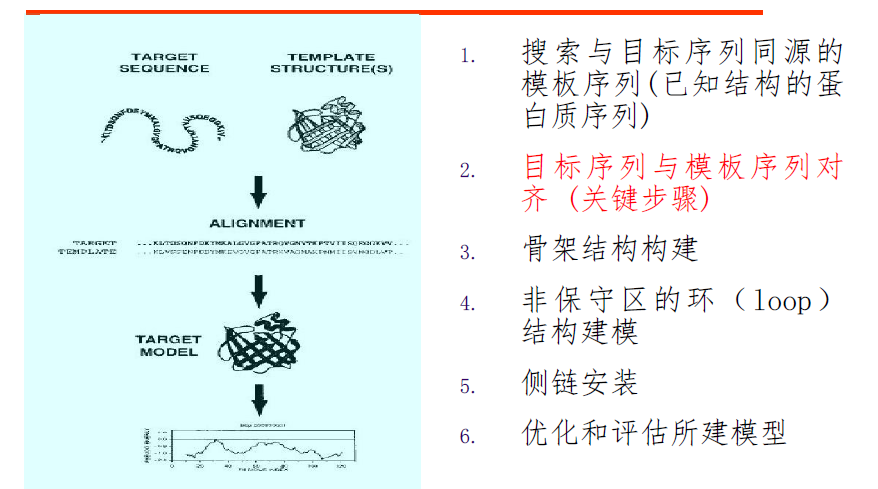 TARGET SEQUENCE
TEMPLATE STRUCTURE(S)
ALIGNMENT
TARGET
TEMPLATE
TARGET MODEL
1. 搜索与目标序列同源的
模板序列(已知结构的蛋
白质序列)
2. 目标序列与模板序列对
齐 (关键步骤)
3. 骨架结构构建
4. 非保守区的环（loop）
结构建模
5. 侧链安装
6. 优化和评估所建模型